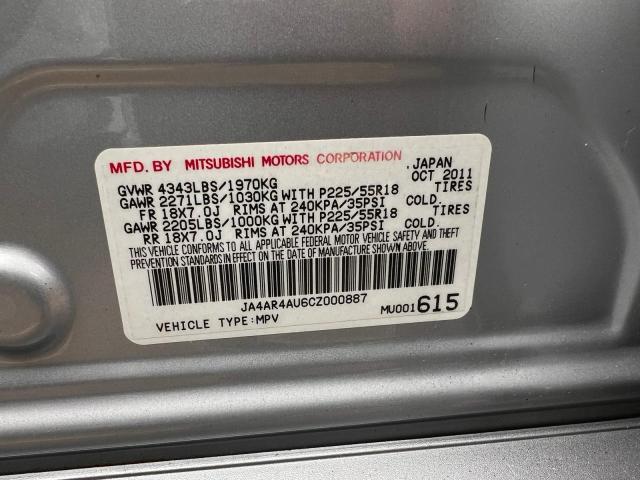 MFD. BY MITSUBISHI MOTORS CORPORATION , JAPAN
GVWR 4343LBS/1970KG OCT 2011
GAWR 2271LBS/1030KG WITH P225/55R18 TIRES
FR 18X7.0J RIMS AT 240KPA/35PSI COLD.
GAWR 2205LBS/1000KG WITH P225/55R18 TIRES
RR 18X7.0J RIMS AT 240KPA/35PSI COLD.
THIS VEHICLE CONFORMS TO ALL APPLICABLE FEDERAL MOTOR VEHICLE SAFETY AND THEFT
PREVENTION STANDARDS IN EFFECT ON THE DATE OF MANUFACTURE SHOWN ABOVE.
JA4AR4AU6CZ000887
VEHICLE TYPE:MPV MU001615